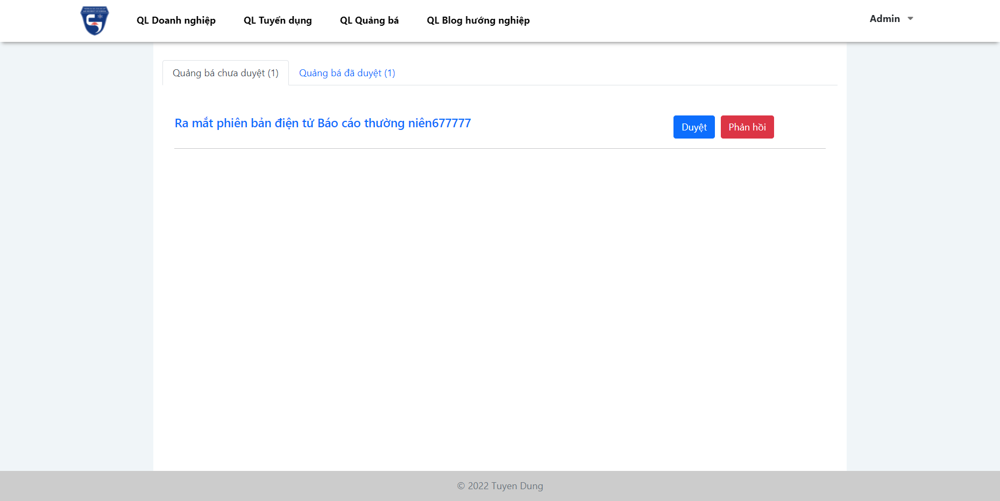 QL Doanh nghiệp QL Tuyển dụng QL Quảng bá QL Blog hướng nghiệp Admin
Quảng bá chưa duyệt (1) Quảng bá đã duyệt (1)
Ra mắt phiên bản điện tử Báo cáo thường niên677777 Duyệt Phản hồi
© 2022 Tuyen Dung